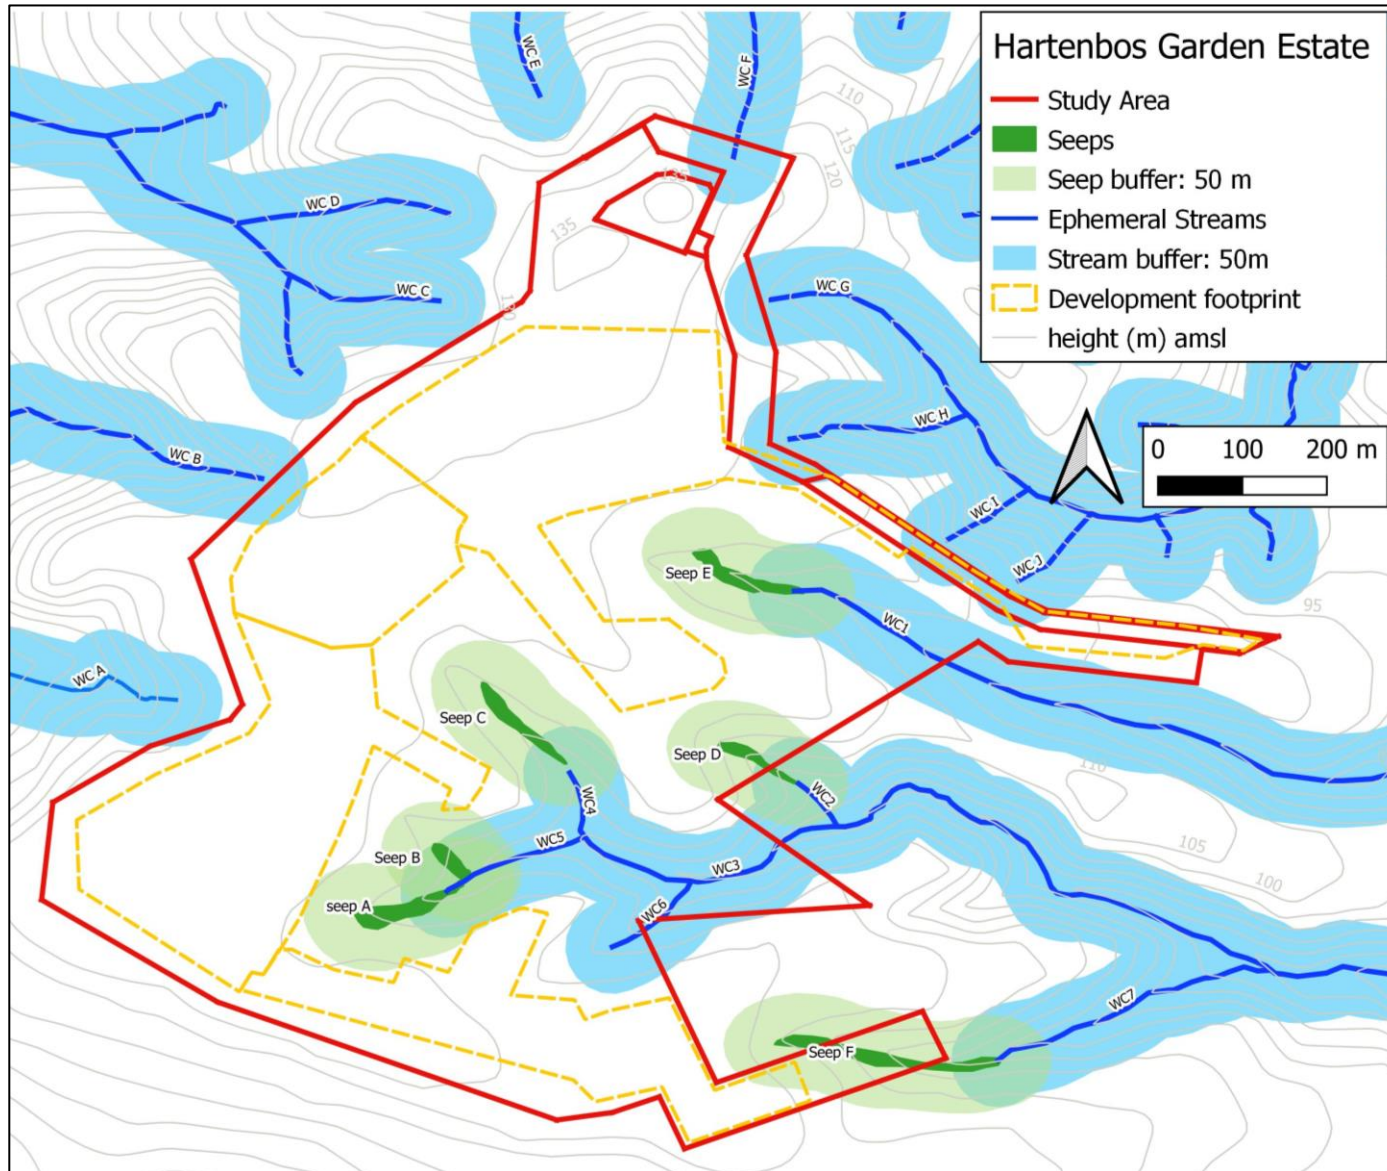 Hartenbos Garden Estate
Study Area
Seeps
Seep buffer: 50 m
Ephemeral Streams
Stream buffer: 50m
Development footprint
height (m) amsl
0 100 200 m
WC E
WC F
110
115
120
135
135
WC D
WC C
WC G
WC H
WC B
WC I
WC J
Seep E
WC1
95
WC A
Seep C
Seep D
110
WC4
WC2
WC5
105
Seep B
WC3
100
seep A
WC6
WC7
Seep F